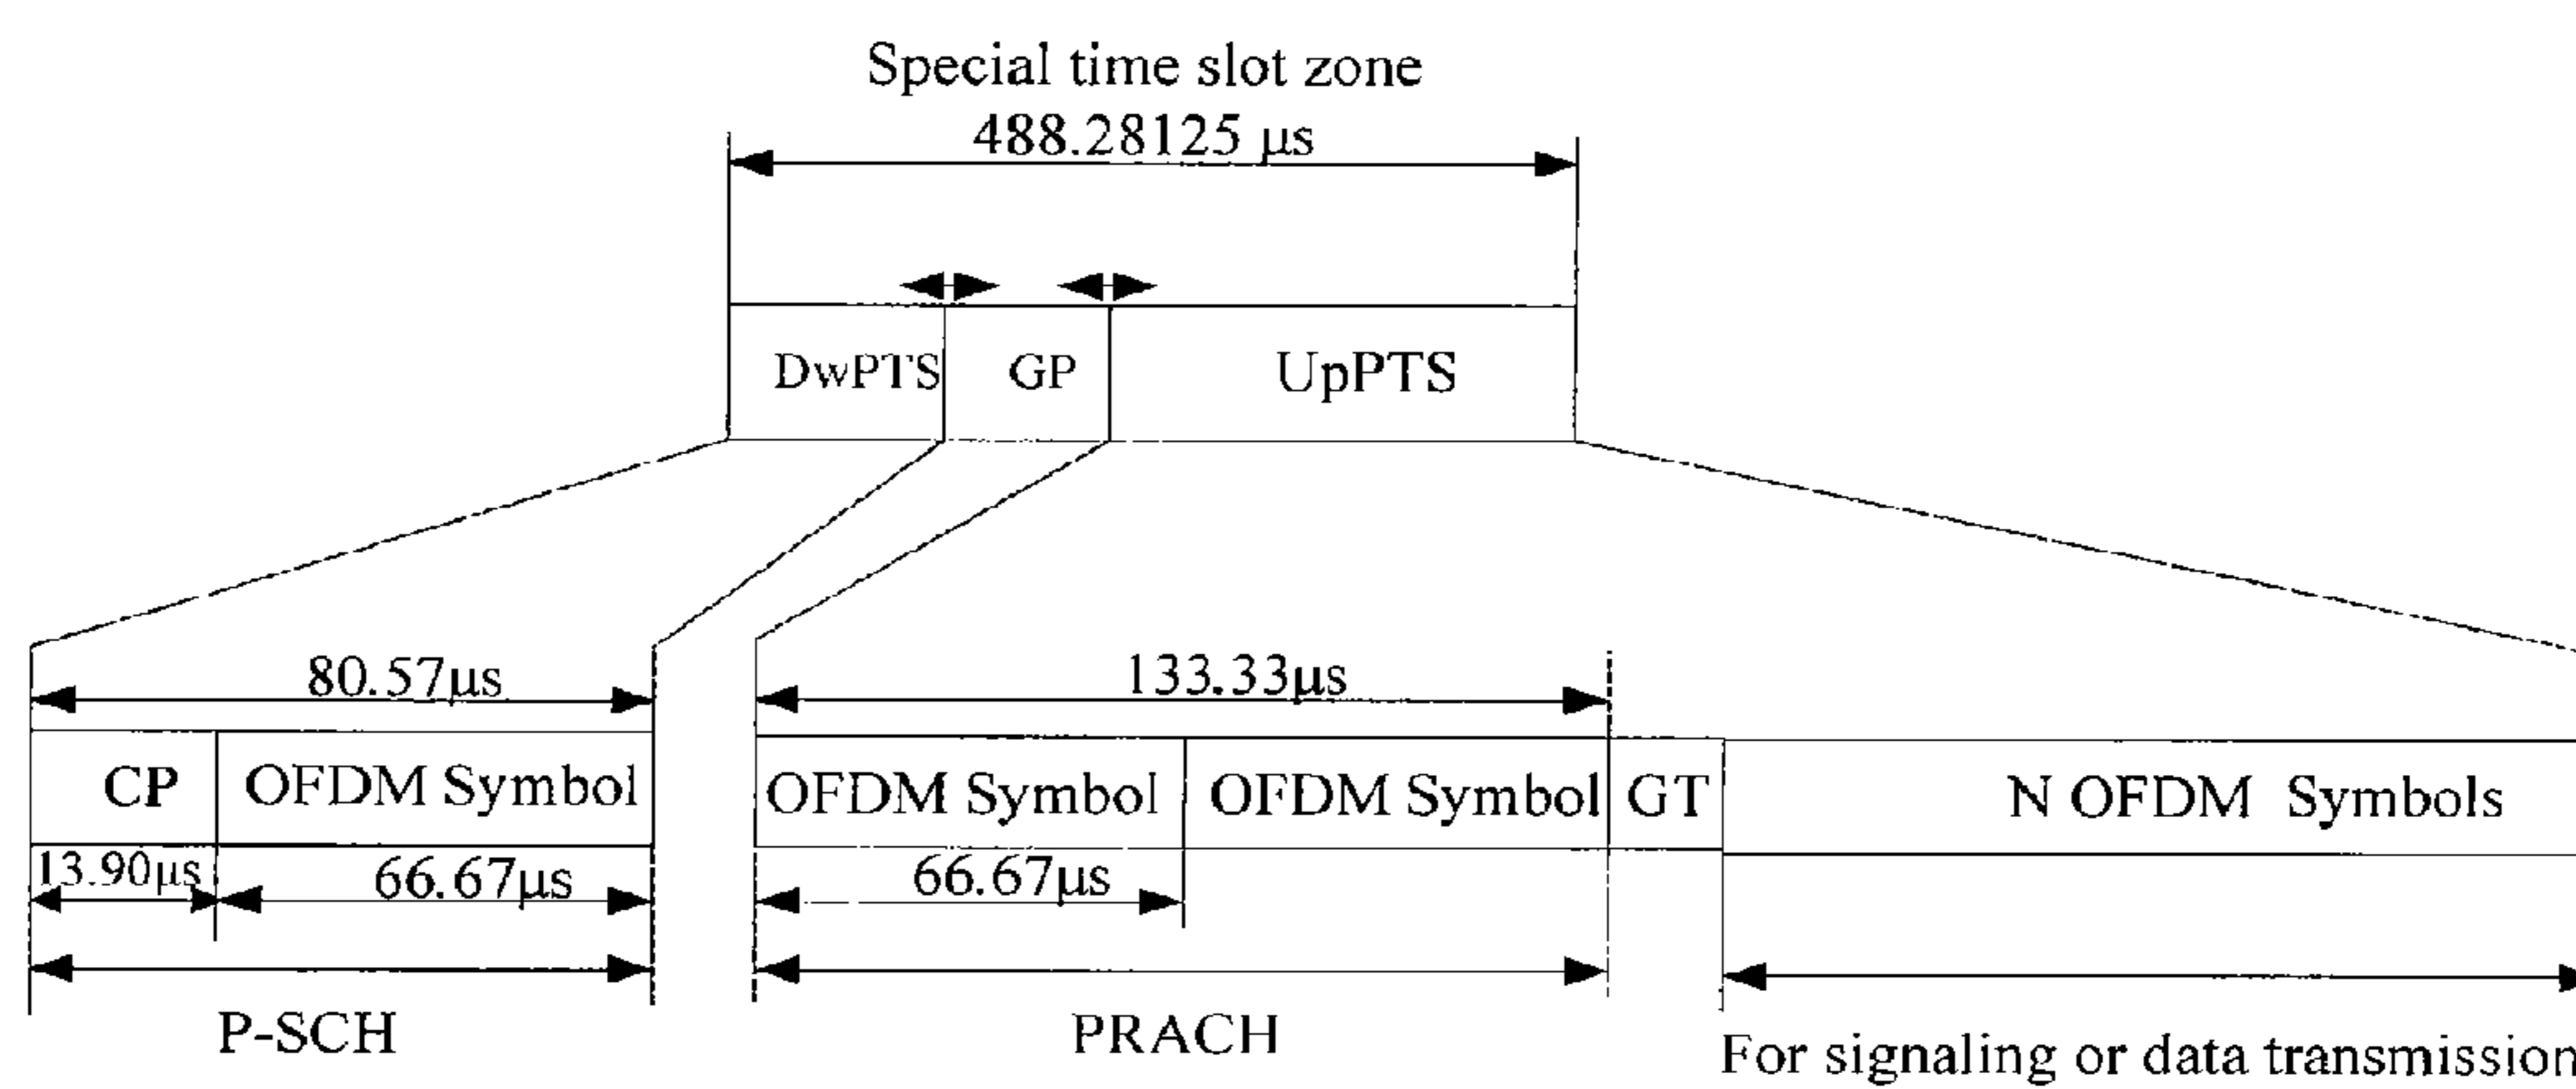 Special time slot zone
488.28125 μs
DwPTS GP UpPTS
80.57μs 133.33μs
CP OFDM Symbol OFDM Symbol OFDM Symbol GT N OFDM Symbols
13.90μs 66.67μs 66.67μs
P-SCH PRACH
For signaling or data transmission